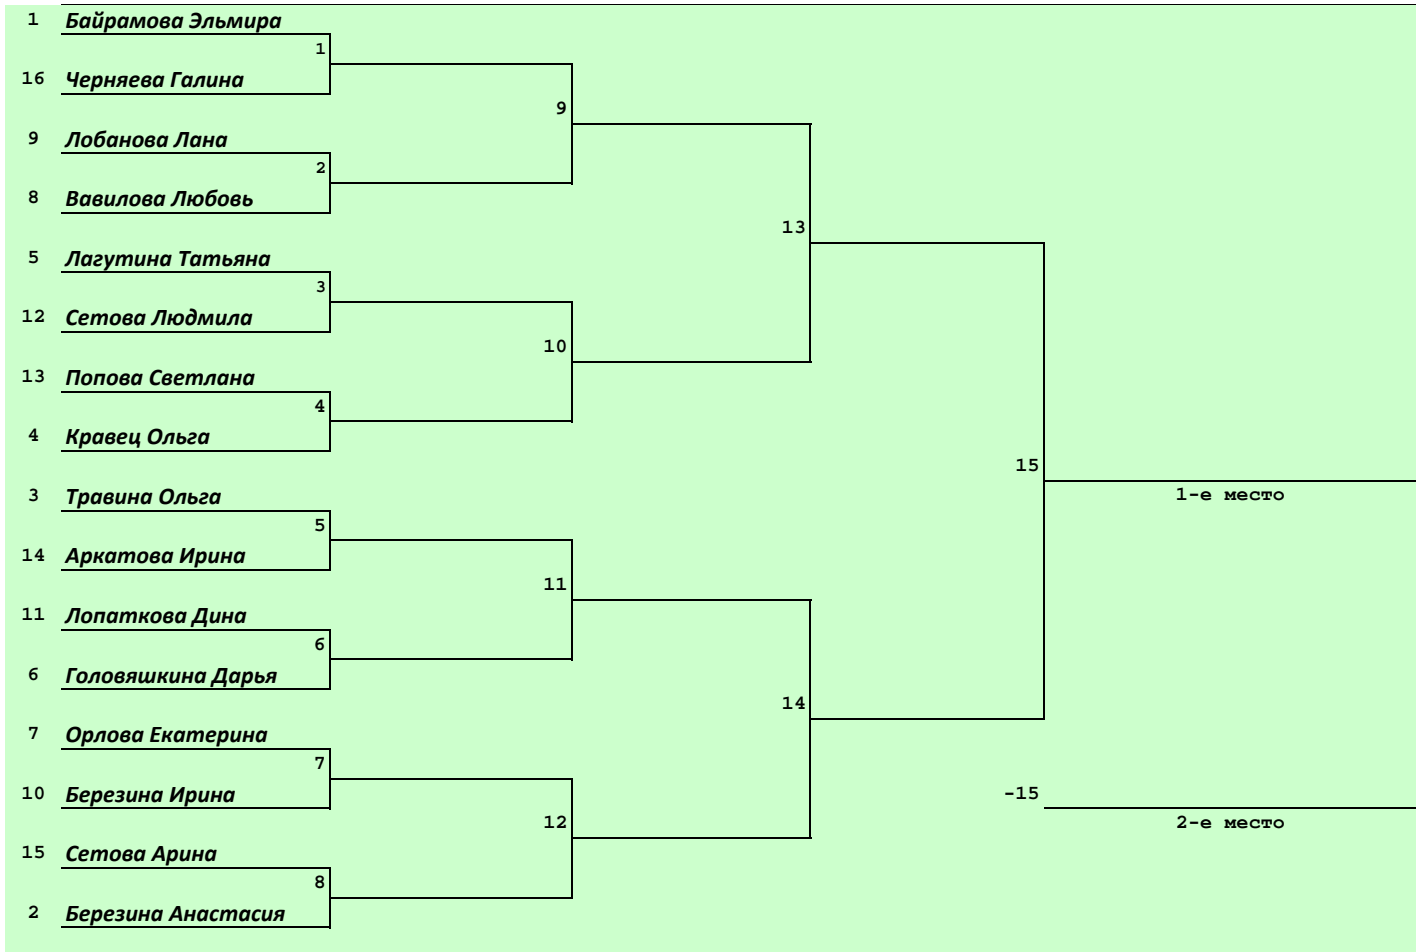 1 Байрамова Эльмира
1
16 Черняева Галина
9
9 Лобанова Лана
2
8 Вавилова Любовь
13
5 Лагутина Татьяна
3
12 Сетова Людмила
10
13 Попова Светлана
4
4 Кравец Ольга
15
3 Травина Ольга
1-е место
5
14 Аркатова Ирина
11
11 Лопаткова Дина
6
6 Головяшкина Дарья
14
7 Орлова Екатерина
7
10 Березина Ирина
-15
12
2-е место
15 Сетова Арина
8
2 Березина Анастасия